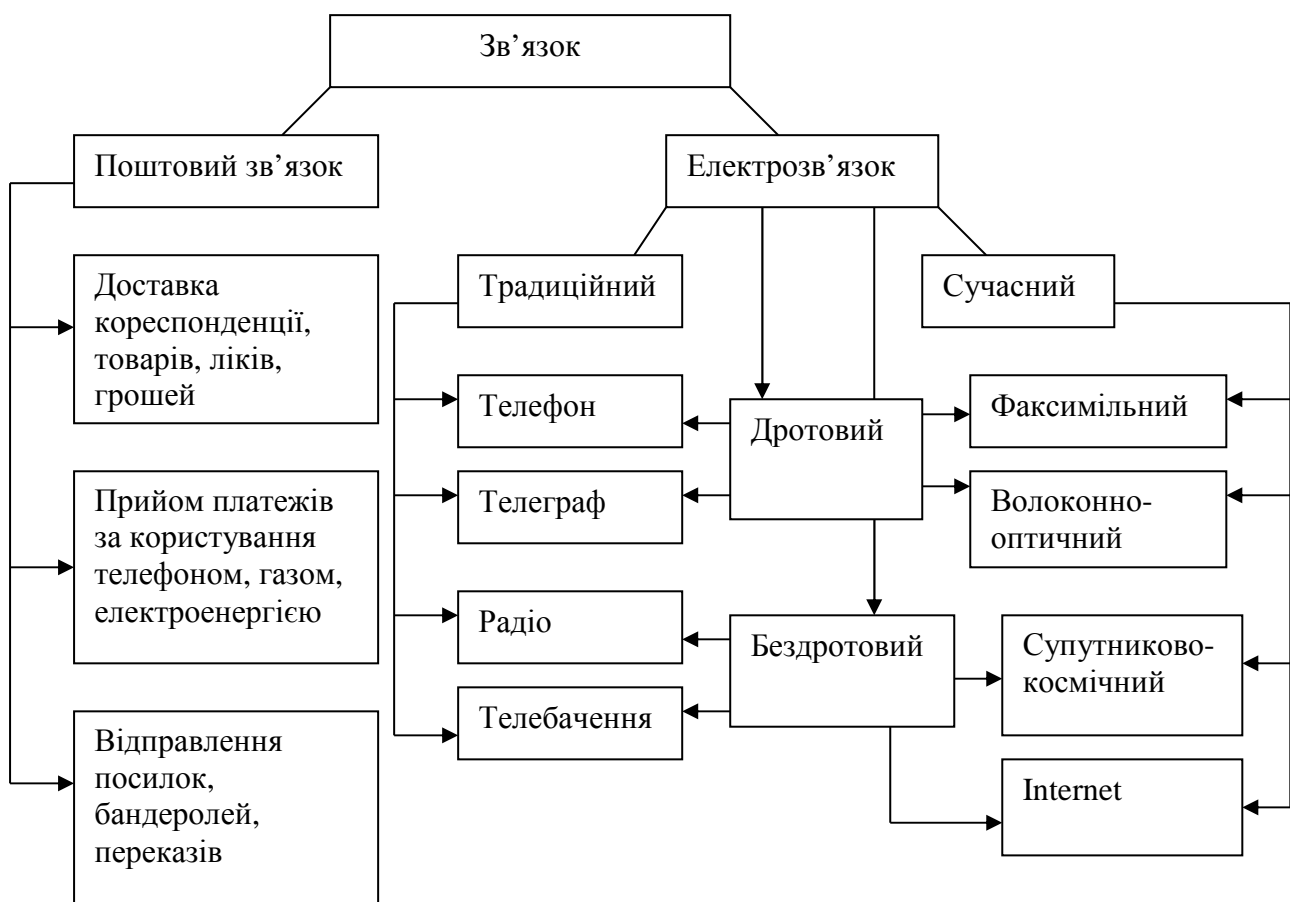 Зв’язок
Поштовий зв’язок
Електрозв’язок
Доставка
кореспонденції,
товарів, ліків,
грошей
Традиційний
Сучасний
Телефон
Дротовий
Факсимільний
Прийом платежів
за користування
телефоном, газом,
електроенергією
Телеграф
Волоконно-
оптичний
Радіо
Бездротовий
Супутниково-
космічний
Телебачення
Відправлення
посилок,
бандеролей,
переказів
Internet